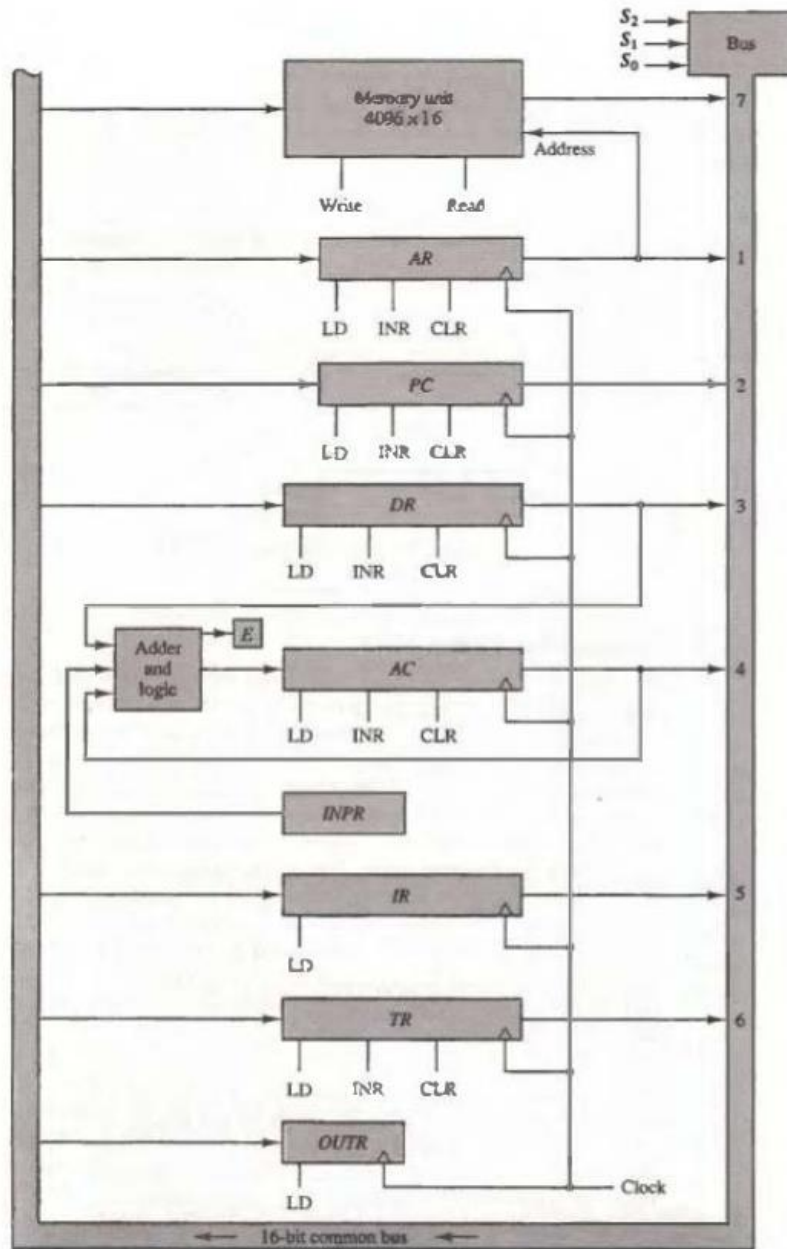 S₂
S₁
S₀
Bus
Memory unit
4096 x 16
7
Address
Write
Read
AR
1
LD INR CLR
PC
2
LD INR CLR
DR
3
LD INR CLR
Adder
and
logic
E
AC
4
LD INR CLR
INPR
IR
5
LD
TR
6
LD INR CLR
OUTR
LD
Clock
16-bit common bus